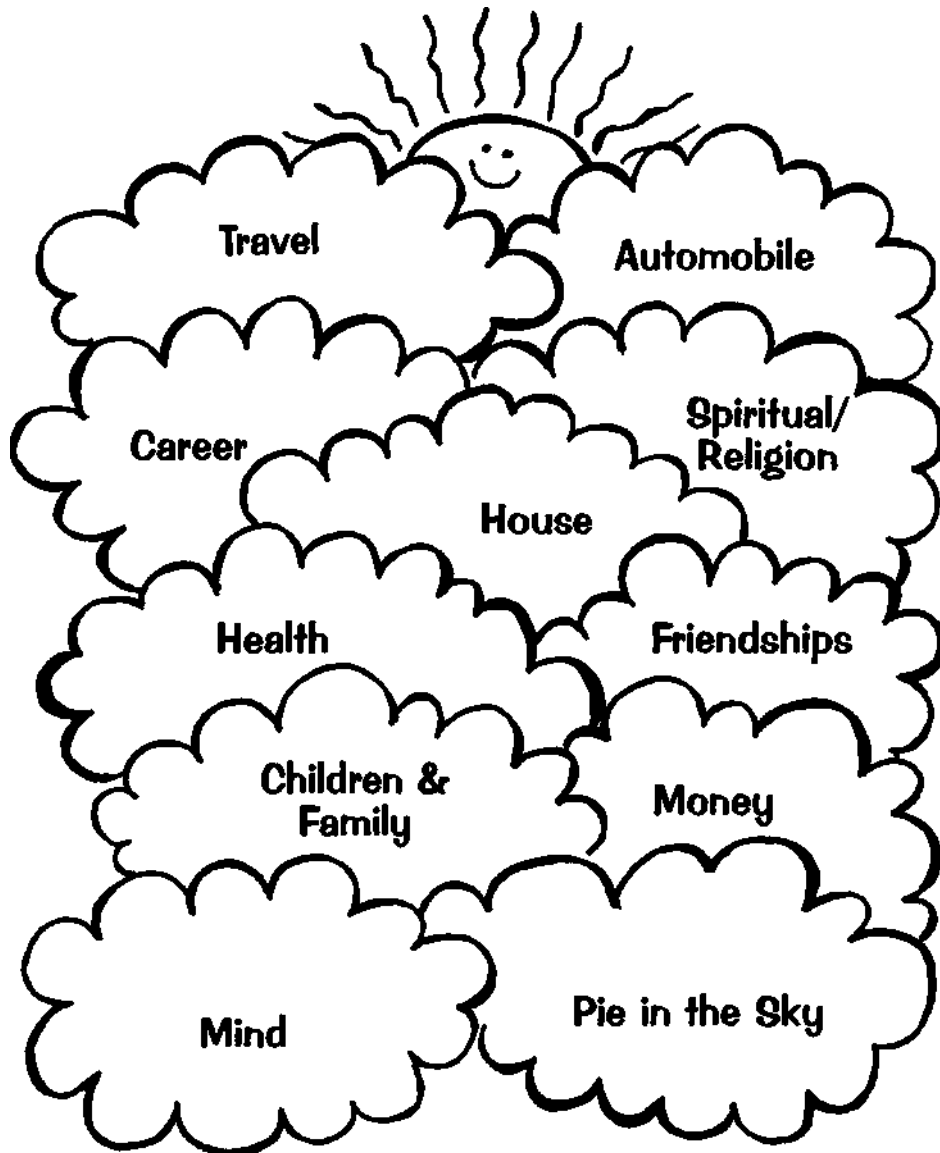 Travel
Automobile
Career
Spiritual/
Religion
House
Health
Friendships
Children &
Family
Money
Mind
Pie in the Sky